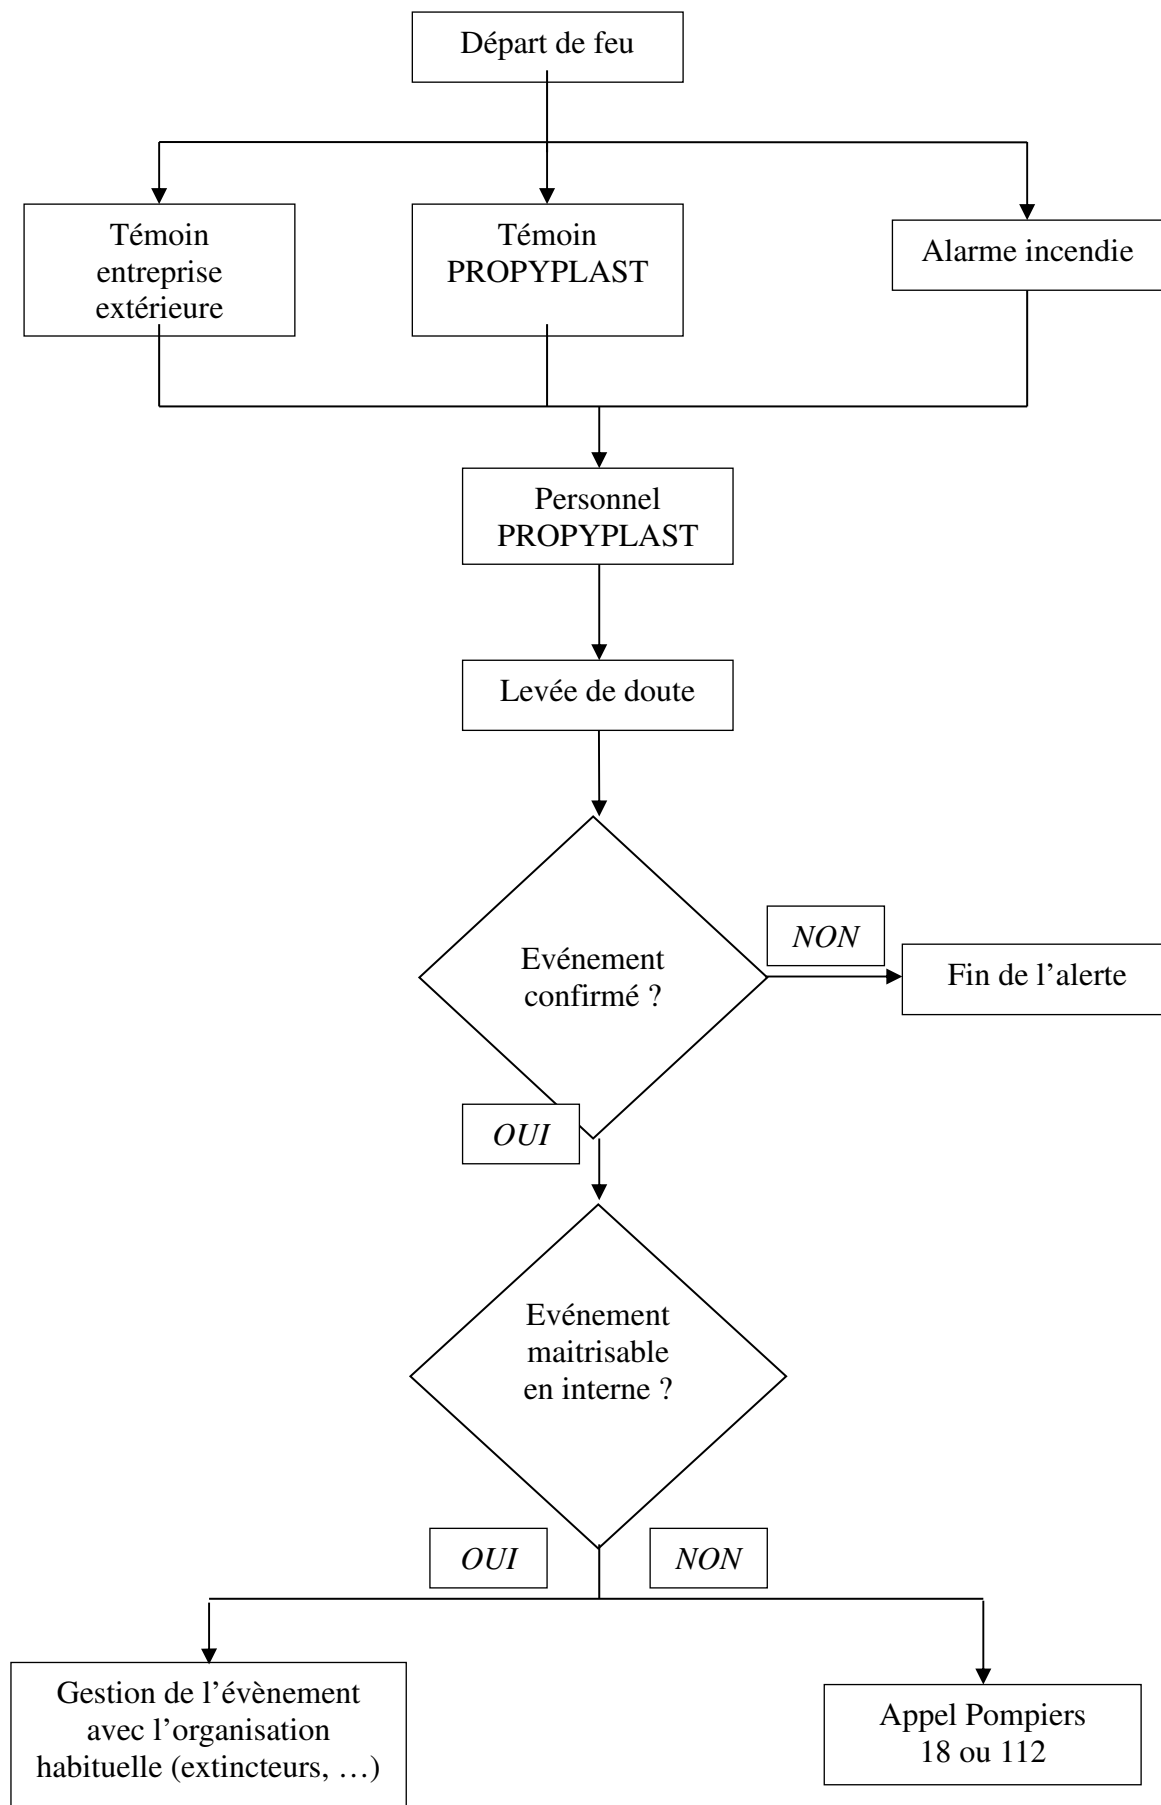 Départ de feu
Témoin
entreprise
extérieure
Témoin
PROPYPLAST
Alarme incendie
Personnel
PROPYPLAST
Levée de doute
Evénement
confirmé ?
NON
Fin de l’alerte
OUI
Evénement
maitrisable
en interne ?
OUI
NON
Gestion de l’évènement
avec l’organisation
habituelle (extincteurs, …)
Appel Pompiers
18 ou 112